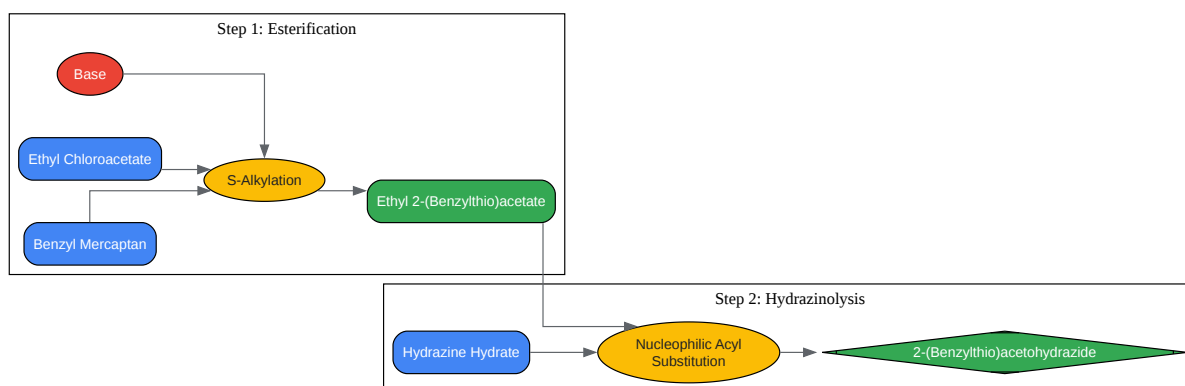 Step 1: Esterification
Base
Ethyl Chloroacetate
S-Alkylation
Ethyl 2-(Benzylthio)acetate
Benzyl Mercaptan
Step 2: Hydrazinolysis
Hydrazine Hydrate
Nucleophilic Acyl
Substitution
2-(Benzylthio)acetohydrazide